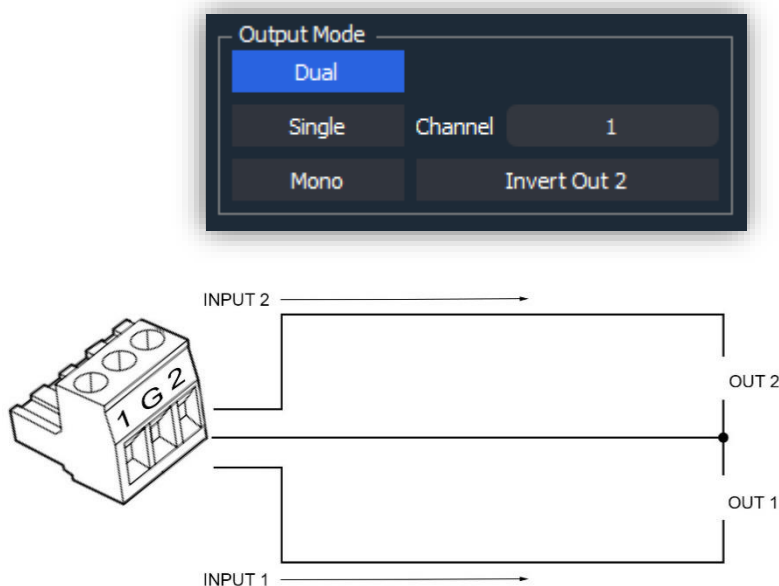 Output Mode
Dual
Single Channel 1
Mono Invert Out 2
INPUT 2
1 G 2
OUT 2
OUT 1
INPUT 1